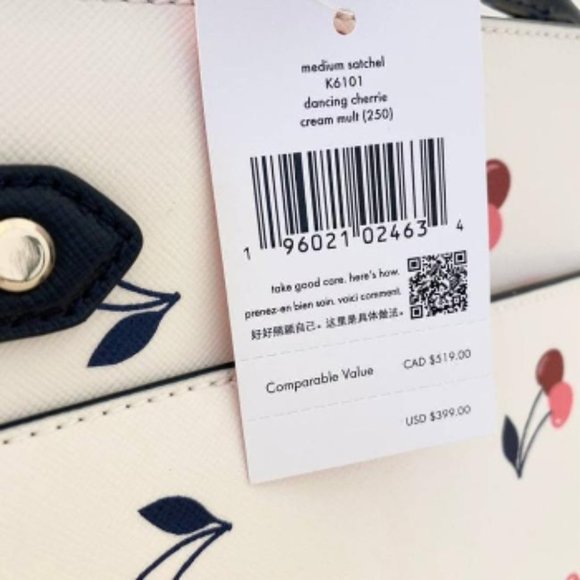 medium satchel
K6101
dancing cherrie
cream mult (250)
1 96021 02463 4
take good care. here's how.
prenez-en bien soin. voici comment.
好好照顾自己。这里是具体做法。
Comparable Value CAD $519.00
USD $399.00